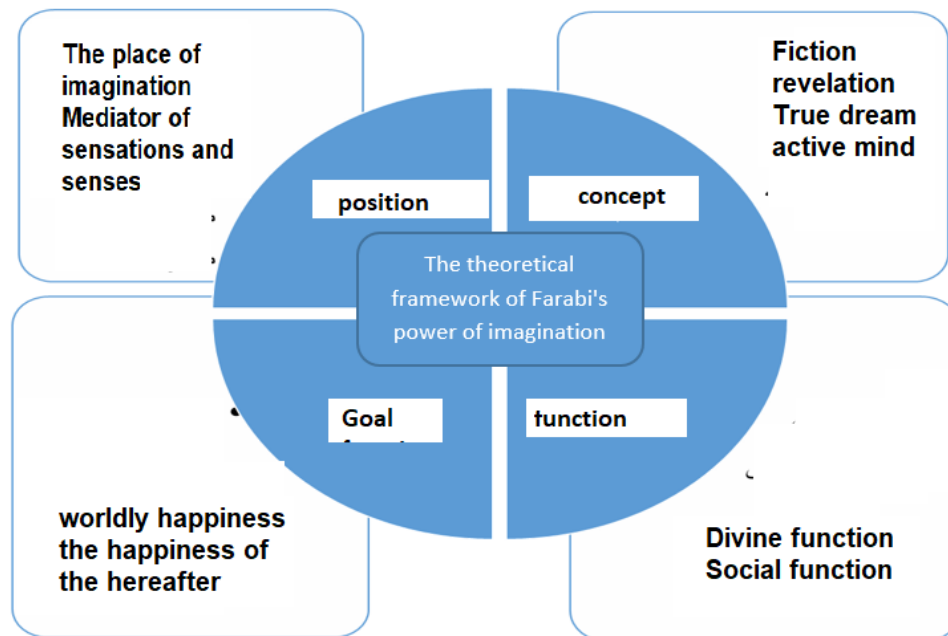 The place of
imagination
Mediator of
sensations and
senses
Fiction
revelation
True dream
active mind
position
concept
The theoretical
framework of Farabi's
power of imagination
Goal
function
worldly happiness
the happiness of
the hereafter
Divine function
Social function